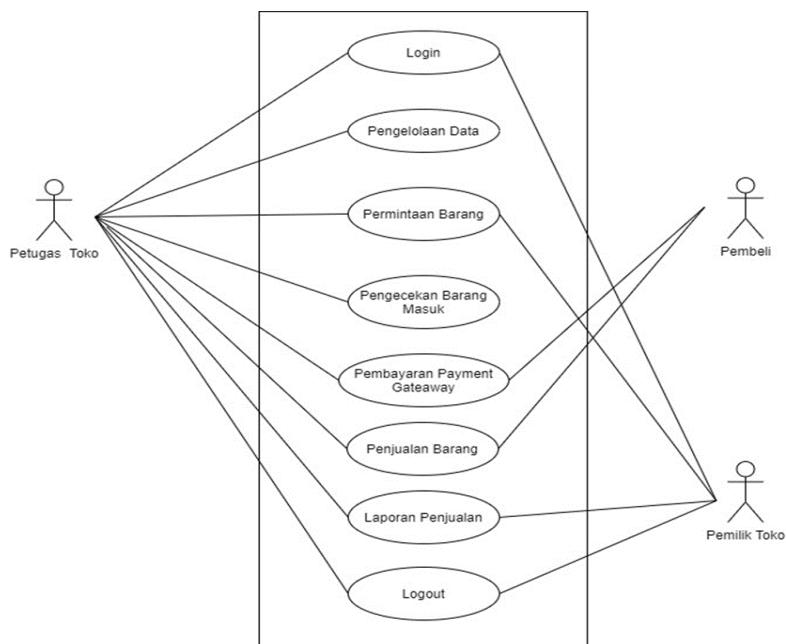 Login
Pengelolaan Data
Permintaan Barang
Pengecekan Barang
Masuk
Pembayaran Payment
Gateaway
Penjualan Barang
Laporan Penjualan
Logout
Petugas Toko
Pembeli
Pemilik Toko